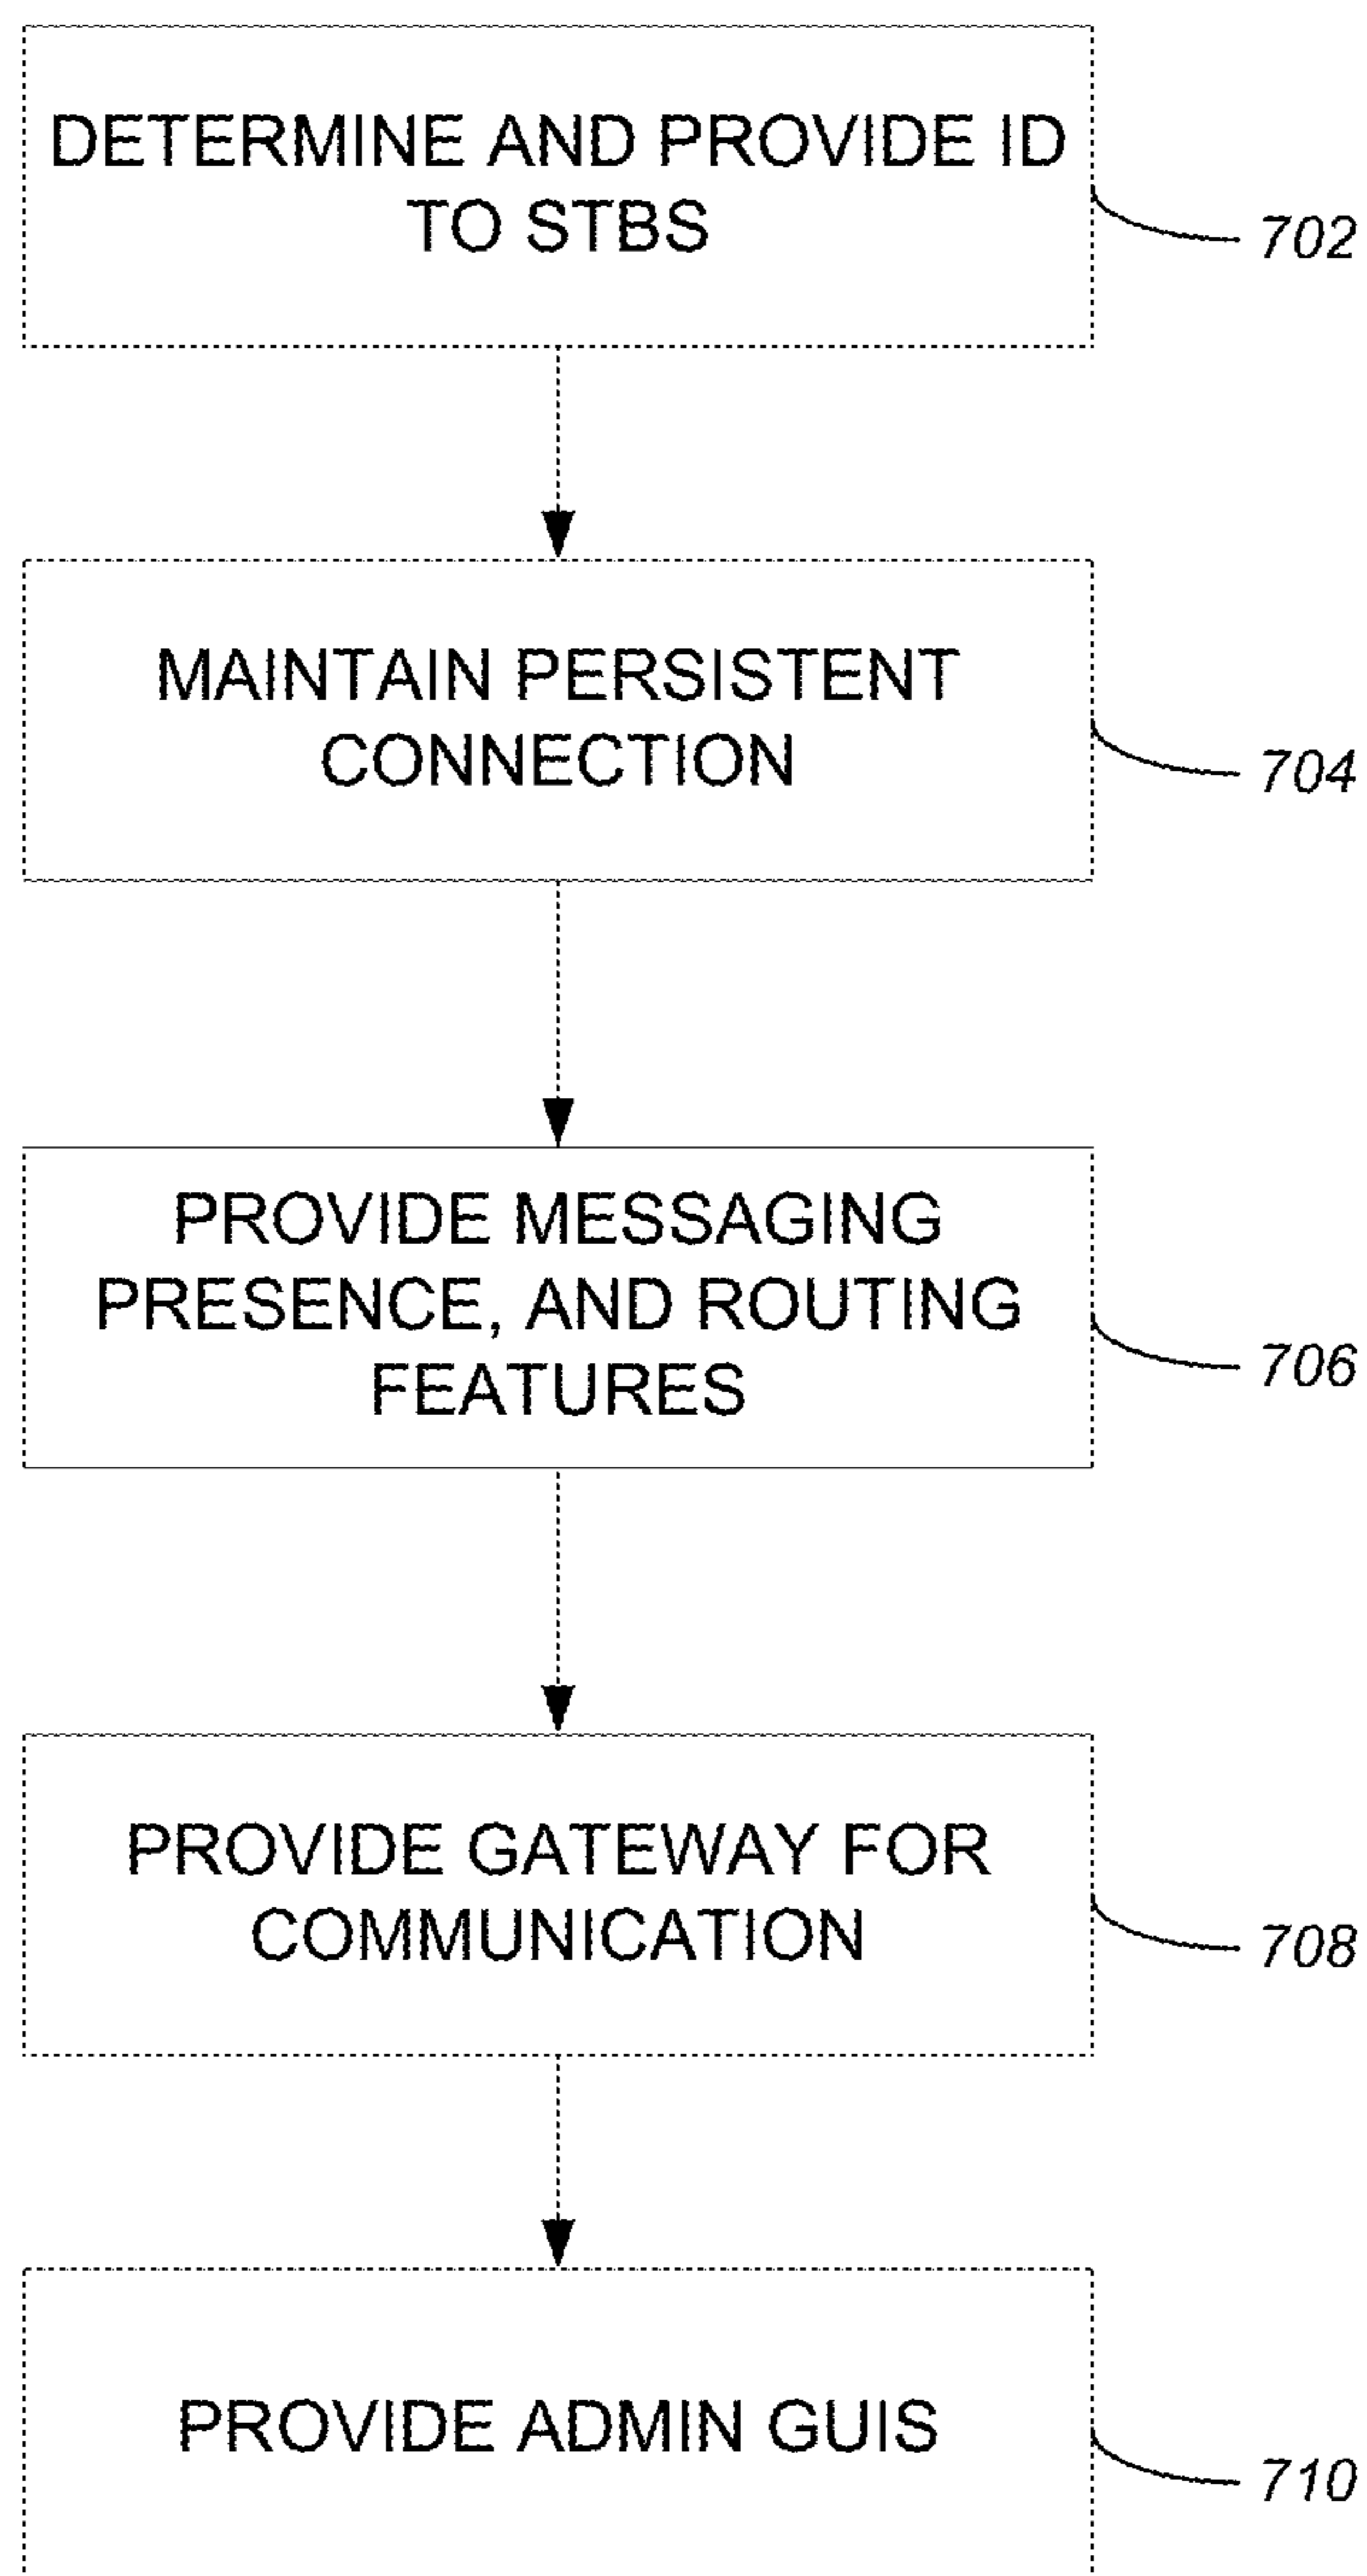 DETERMINE AND PROVIDE ID
TO STBS
702
MAINTAIN PERSISTENT
CONNECTION
704
PROVIDE MESSAGING
PRESENCE, AND ROUTING
FEATURES
706
PROVIDE GATEWAY FOR
COMMUNICATION
708
PROVIDE ADMIN GUIS
710